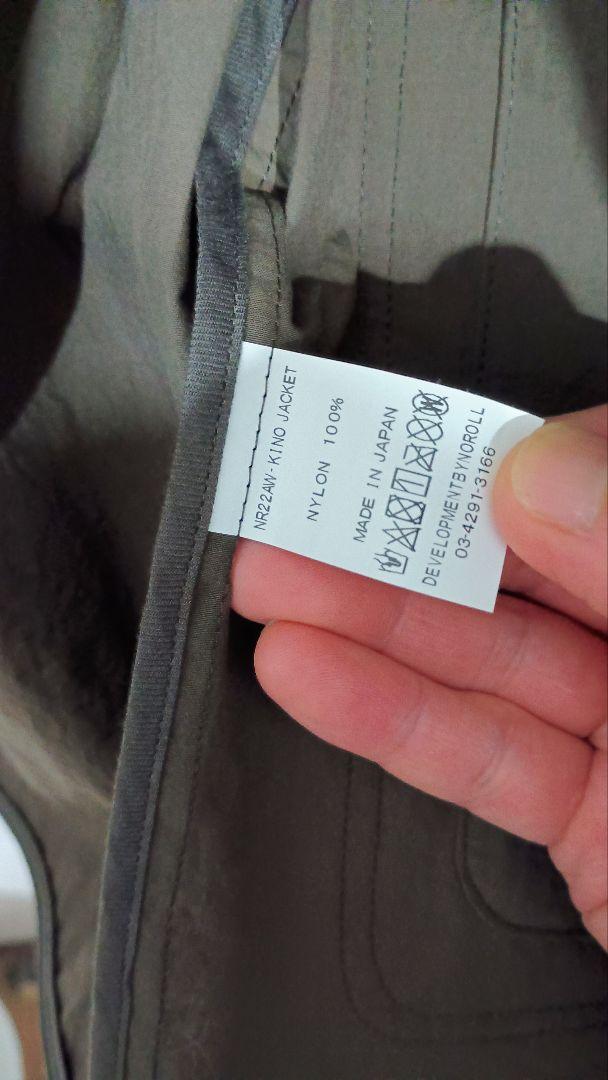 NR22AW-KINO JACKET
NYLON 100%
MADE IN JAPAN
DEVELOPMENTBYNOROLL
03-4291-3166